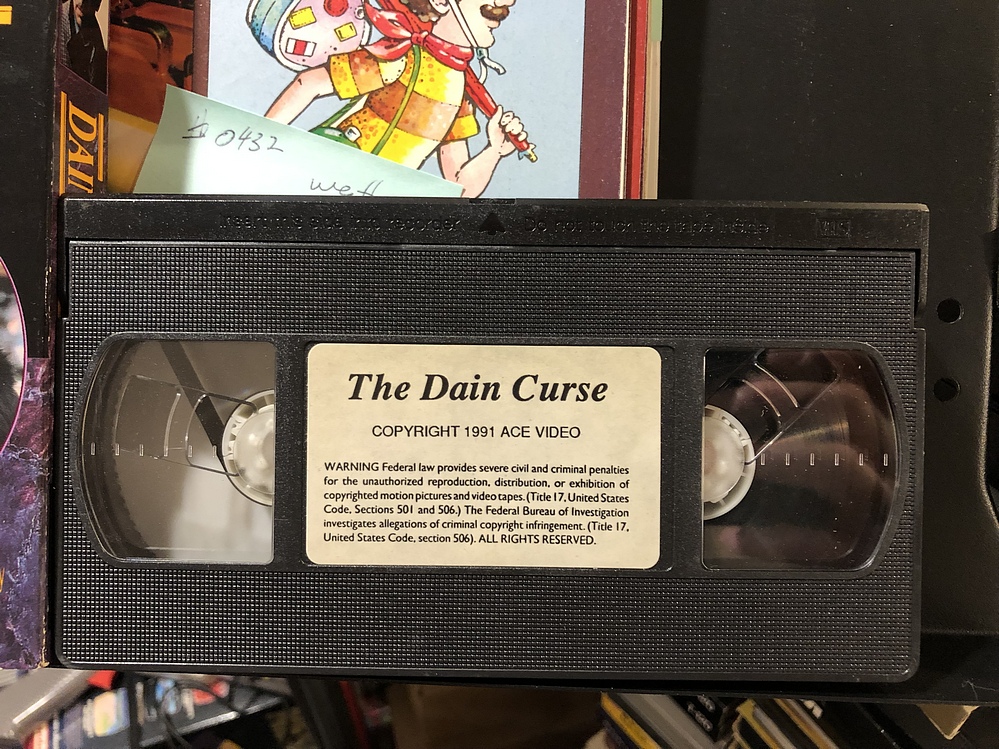 DAI
0432
The Dain Curse
COPYRIGHT 1991 ACE VIDEO
WARNING Federal law provides severe civil and criminal penalties
for the unauthorized reproduction, distribution, or exhibition of
copyrighted motion pictures and video tapes. (Title 17, United States
Code, Sections 501 and 506.) The Federal Bureau of Investigation
investigates allegations of criminal copyright infringement. (Title 17,
United States Code, section 506). ALL RIGHTS RESERVED.